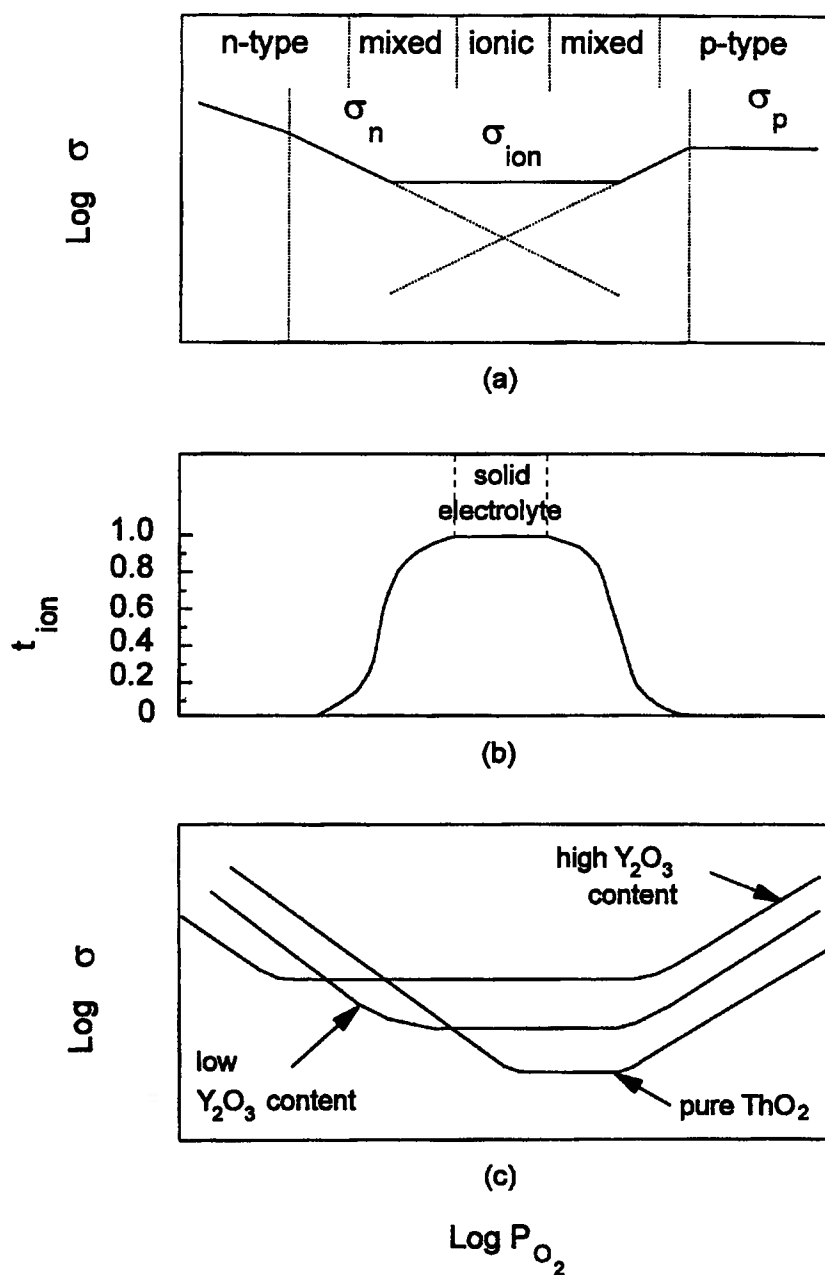 n-type mixed ionic mixed p-type
σn σion σp
Log σ
(a)
solid
electrolyte
1.0
0.8
0.6
0.4
0.2
0
tion
(b)
high Y2O3
content
Log σ
low
Y2O3 content
pure ThO2
(c)
Log PO2